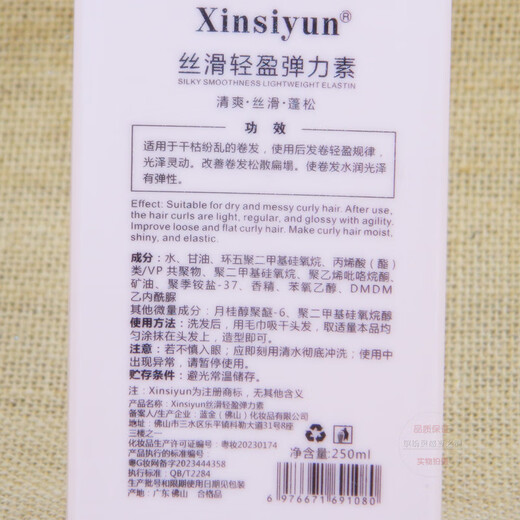 Xinsiyun®
丝滑轻盈弹力素
SILKY SMOOTHNESS LIGHTWEIGHT ELASTIN
清爽·丝滑·蓬松
功效
适用于干枯纷乱的卷发，使用后发卷轻盈规律，
光泽灵动。改善卷发松散扁塌。使卷发水润光泽
有弹性。
Effect: Suitable for dry and messy curly hair. After use,
the hair curls are light, regular, and glossy with agility.
Improve loose and flat curly hair. Make curly hair moist,
shiny, and elastic.
成分：水、甘油、环五聚二甲基硅氧烷、丙烯酸（酯）
类/VP 共聚物、聚二甲基硅氧烷、聚乙烯吡咯烷酮、
矿油、聚季铵盐-37、香精、苯氧乙醇、DMDM
乙内酰脲
其他微量成分：月桂醇聚醚-6、聚二甲基硅氧烷醇
使用方法：洗发后，用毛巾吸干头发，取适量本品均
匀涂抹在头发上，造型即可。
注意：若不慎入眼；应即刻用清水彻底冲洗；使用中
出现异常，请暂停使用。
贮存条件：避光常温储存。
注：Xinsiyun为注册商标，无其他含义
产品名称：Xinsiyun丝滑轻盈弹力素
备案人/生产企业：蓝金（佛山）化妆品有限公司
地址：佛山市三水区乐平镇科勒大道31号8座
三楼之一
化妆品生产许可证编号：粤妆20230174
产品执行的标准编号：
粤G妆网备字2023444358
执行标准：QB/T2284
生产批号和限期使用日期见包装
产地：广东 佛山 合格品
净含量：250ml
6976671691080